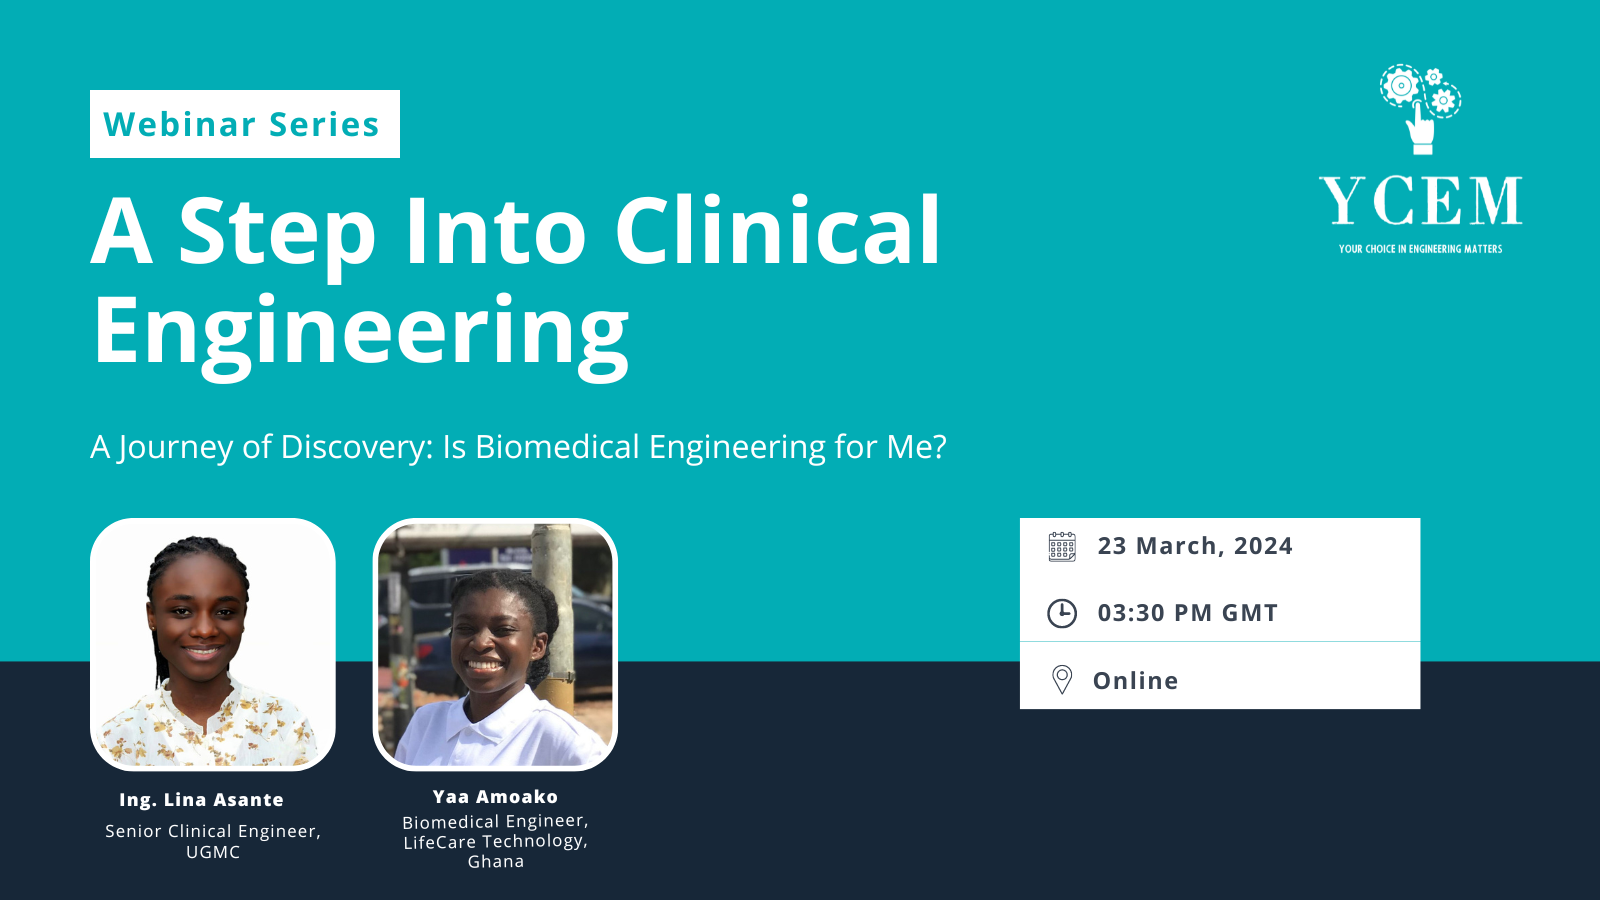 Webinar Series
A Step Into Clinical
Engineering
A Journey of Discovery: Is Biomedical Engineering for Me?
YCEM
YOUR CHOICE IN ENGINEERING MATTERS
23 March, 2024
03:30 PM GMT
Online
Ing. Lina Asante
Senior Clinical Engineer,
UGMC
Yaa Amoako
Biomedical Engineer,
LifeCare Technology,
Ghana